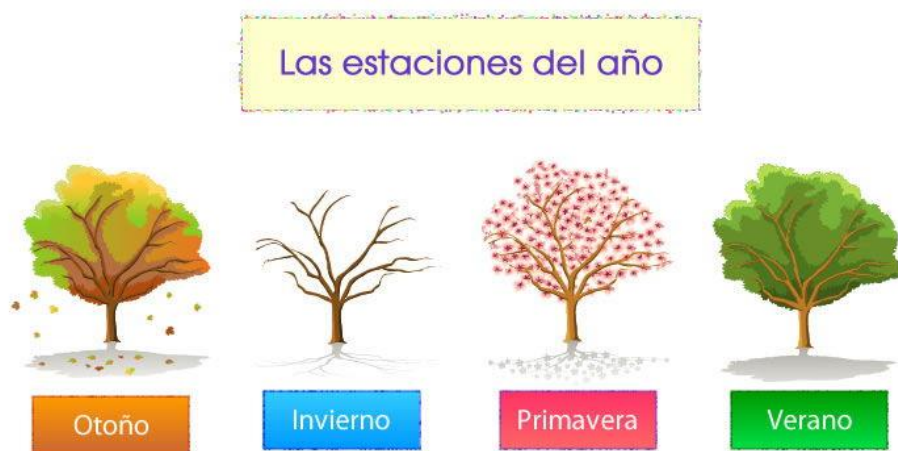 Las estaciones del año
Otoño
Invierno
Primavera
Verano